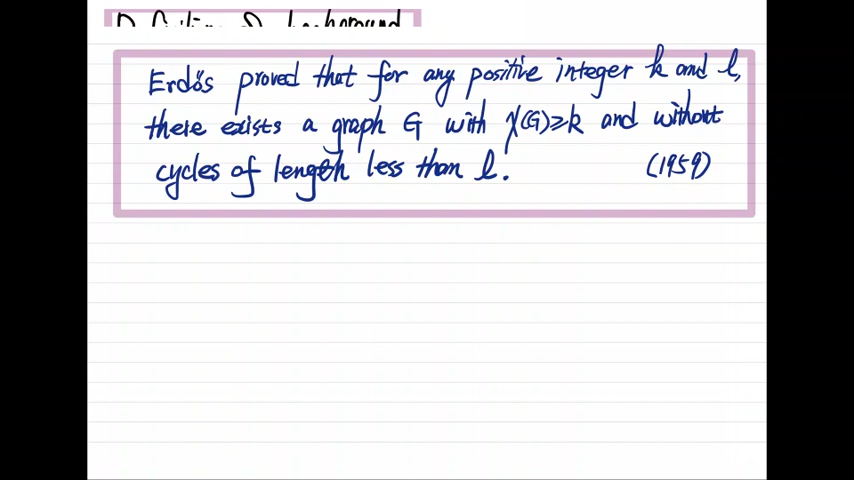 Erdős proved that for any positive integer k and l,
there exists a graph G with χ(G)≥k and without
cycles of length less than l. (1959)